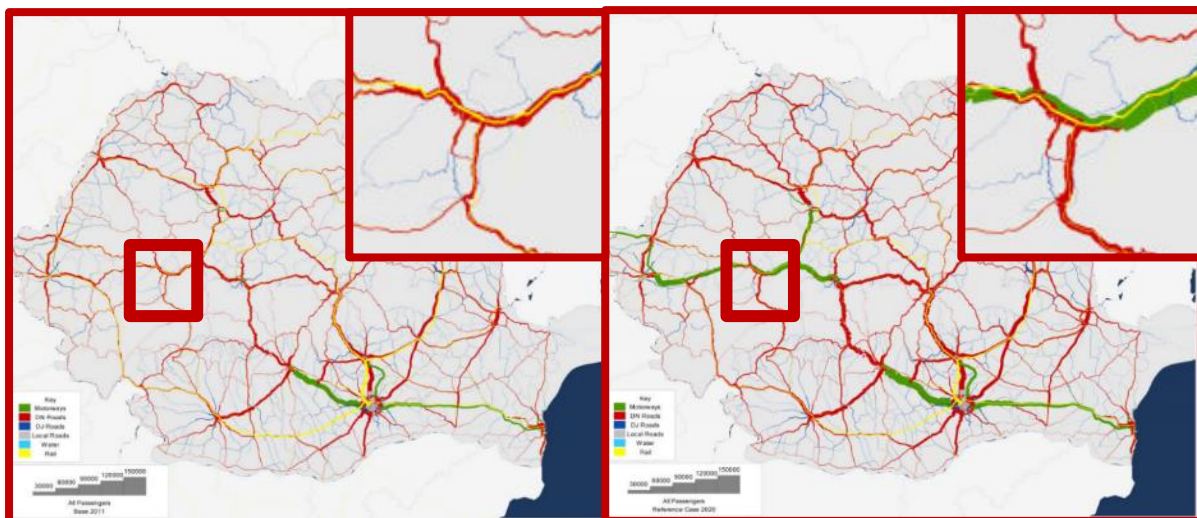 Key
Motorways
DN Roads
DJ Roads
Local Roads
Water
Rail
30000 60000 90000 120000 150000
All Passengers
Base 2011
Key
Motorways
DN Roads
DJ Roads
Local Roads
Water
Rail
30000 60000 90000 120000 150000
All Passengers
Reference Case 2020